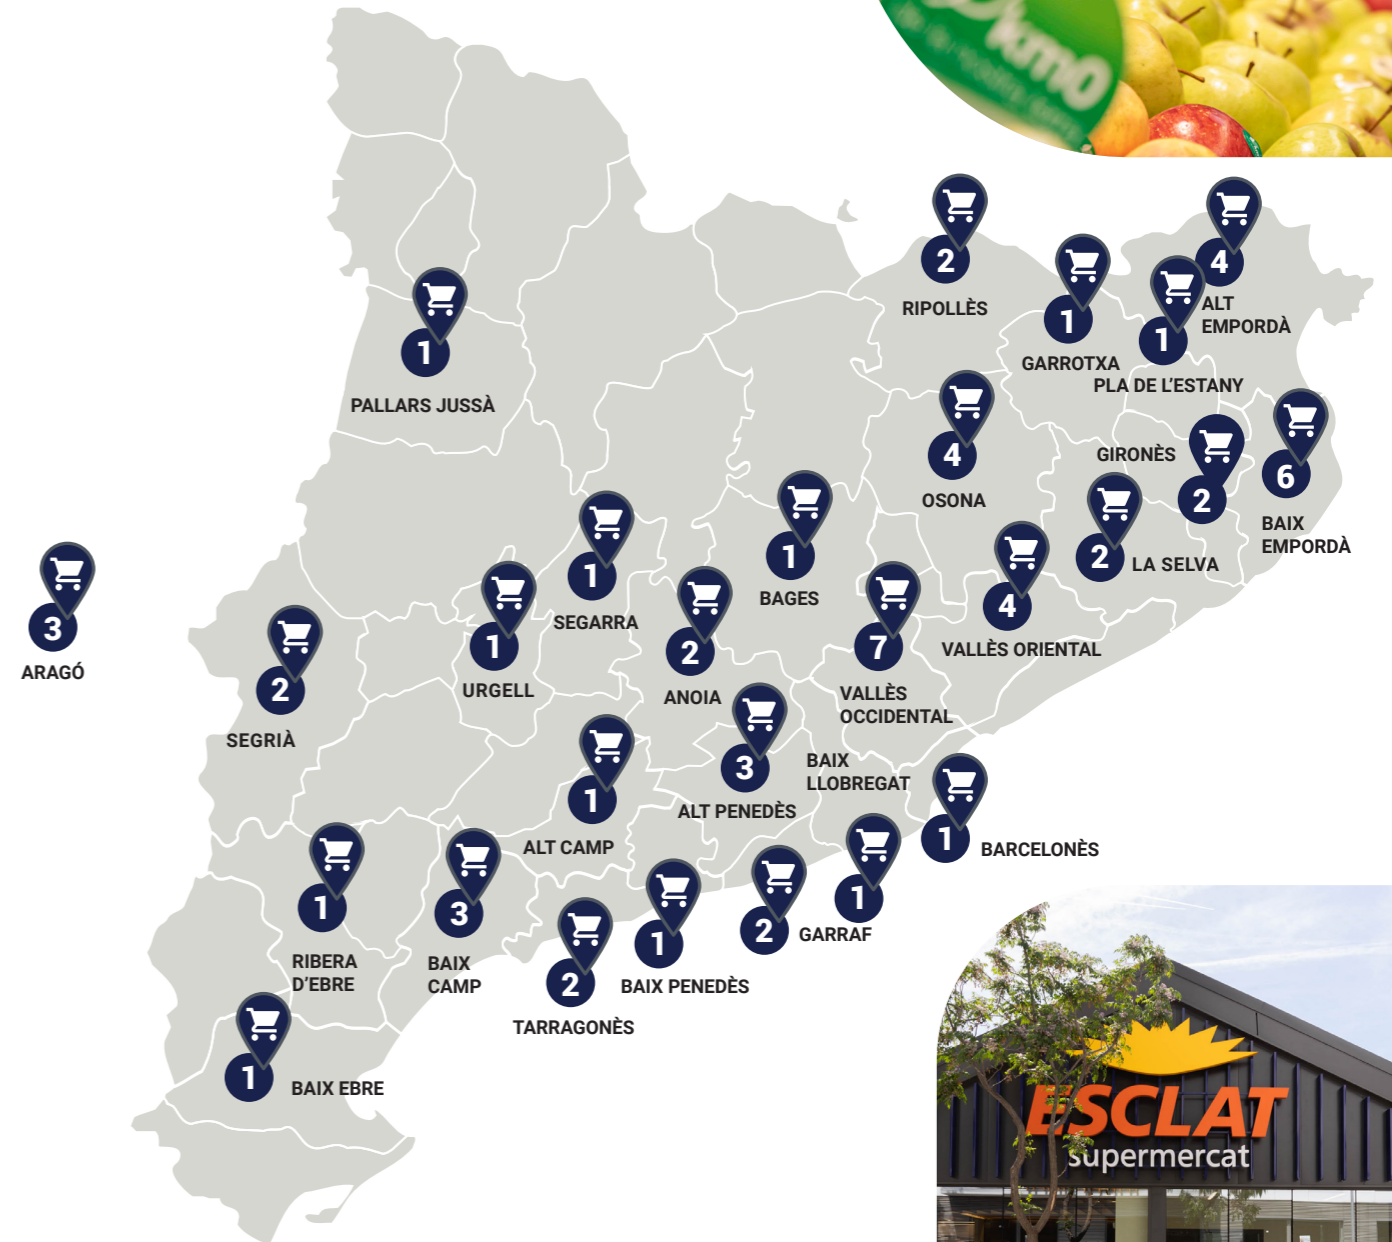 km0
2
RIPOLLÈS
4
ALT
EMPORDÀ
1
GARROTXA
1
PLA DE L'ESTANY
1
PALLARS JUSSÀ
4
OSONA
GIRONÈS
2
6
BAIX
EMPORDÀ
2
LA SELVA
1
BAGES
1
SEGARRA
4
VALLÈS ORIENTAL
3
ARAGÓ
2
SEGRIÀ
1
URGELL
2
ANOIA
7
VALLÈS
OCCIDENTAL
3
ALT PENEDÈS
BAIX
LLOBREGAT
1
ALT CAMP
1
BARCELONÈS
1
RIBERA
D'EBRE
3
BAIX
CAMP
2
TARRAGONÈS
1
BAIX PENEDÈS
2
GARRAF
1
1
BAIX EBRE
ESCLAT
supermercat